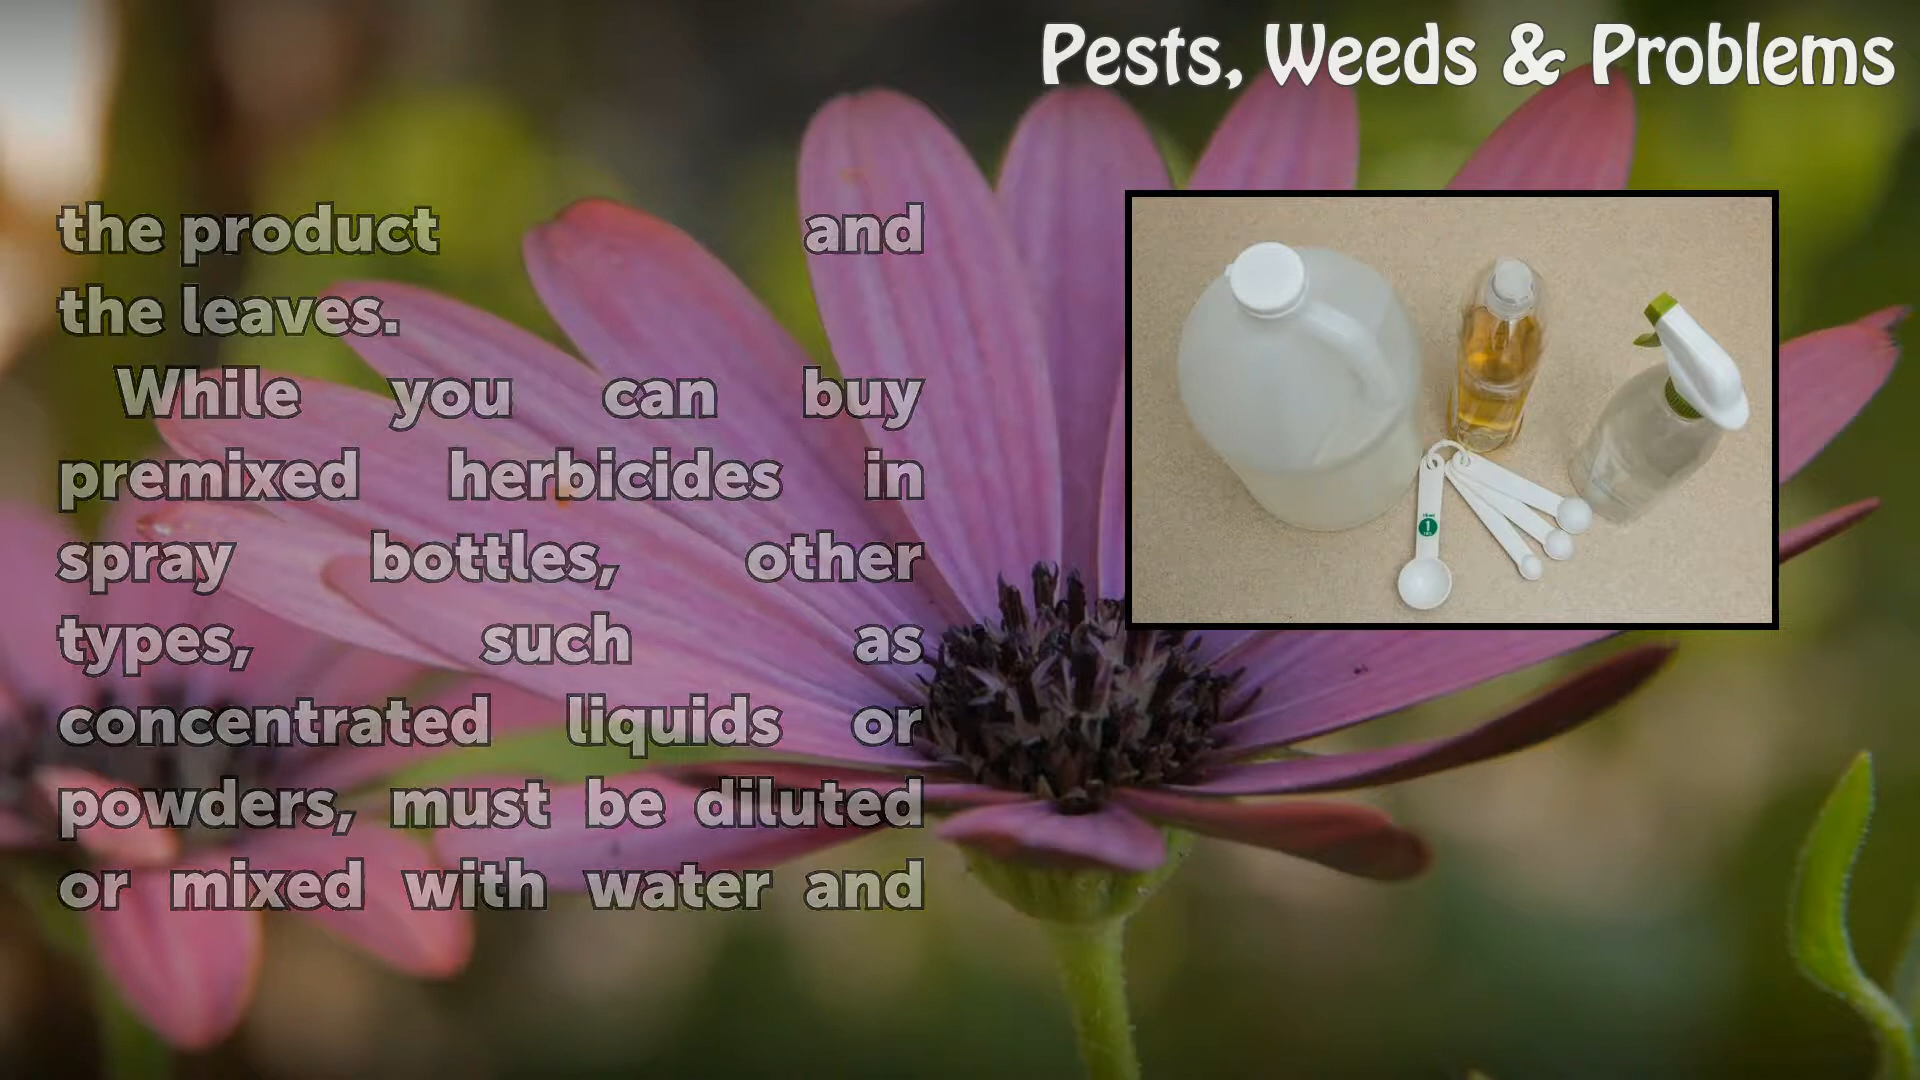 Pests, Weeds & Problems
the product and
the leaves.
While you can buy
premixed herbicides in
spray bottles, other
types, such as
concentrated liquids or
powders, must be diluted
or mixed with water and